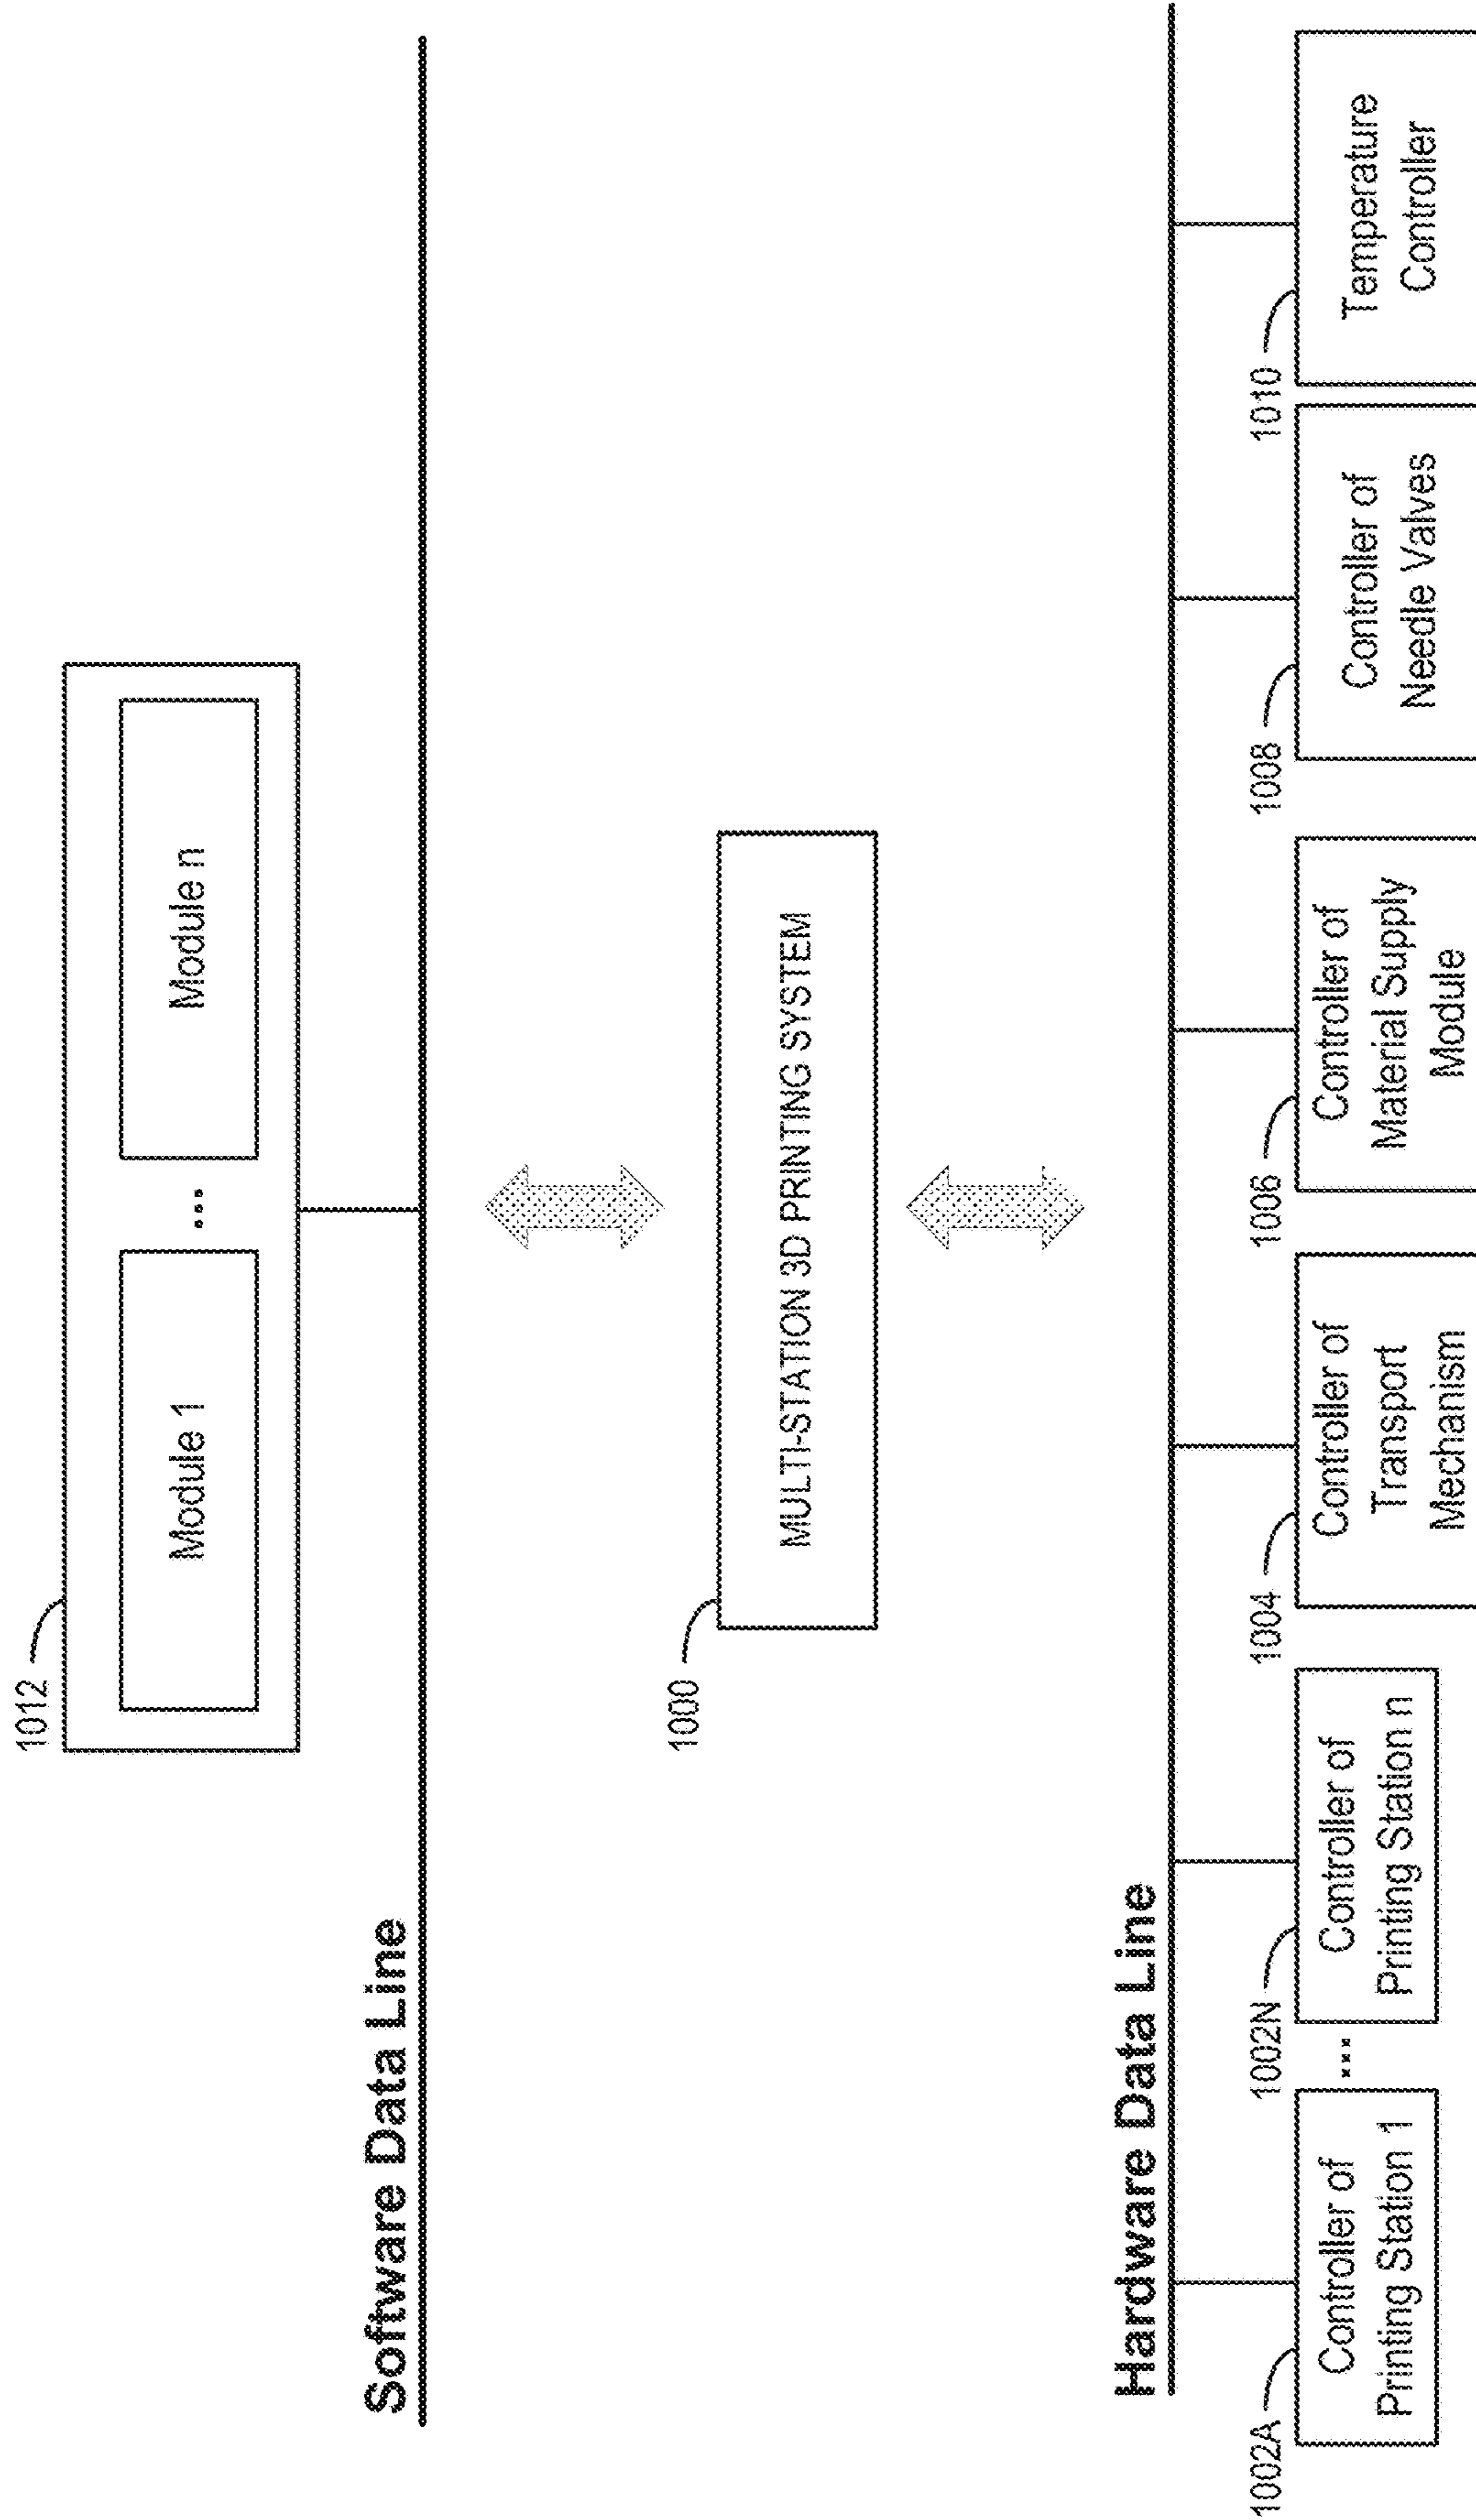 1012
Module 1
...
Module n
Software Data Line
1000
MULTI-STATION 3D PRINTING SYSTEM
Hardware Data Line
1002A
Controller of
Printing Station 1
...
1002N
Controller of
Printing Station n
1004
Controller of
Transport
Mechanism
1006
Controller of
Material Supply
Module
1008
Controller of
Needle Valves
1010
Temperature
Controller